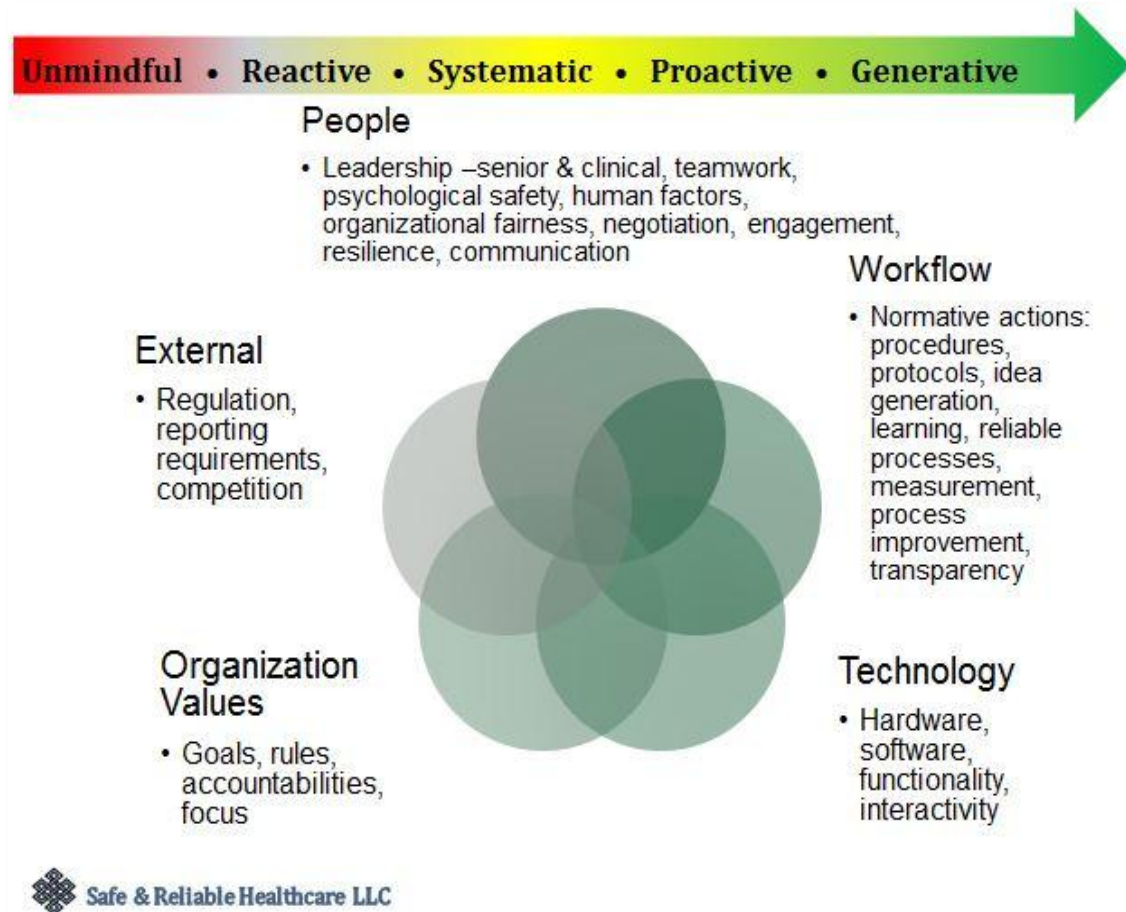 Unmindful • Reactive • Systematic • Proactive • Generative
People
• Leadership –senior & clinical, teamwork,
psychological safety, human factors,
organizational fairness, negotiation, engagement,
resilience, communication
Workflow
• Normative actions:
procedures,
protocols, idea
generation,
learning, reliable
processes,
measurement,
process
improvement,
transparency
External
• Regulation,
reporting
requirements,
competition
Organization
Values
• Goals, rules,
accountabilities,
focus
Technology
• Hardware,
software,
functionality,
interactivity
Safe & Reliable Healthcare LLC